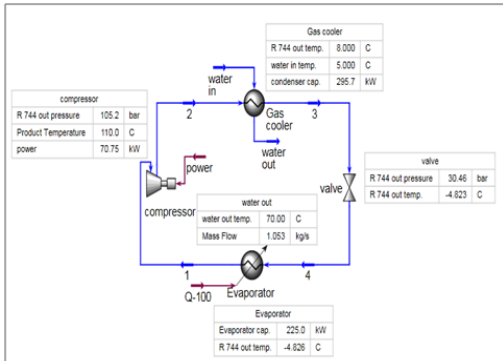 Gas cooler
R 744 out temp. 8.000 C
water in temp. 5.000 C
condenser cap. 295.7 kW
water
in
compressor
R 744 out pressure 105.2 bar
Product Temperature 110.0 C
power 70.75 kW
2
Gas
cooler
3
water
out
power
compressor
valve
valve
R 744 out pressure 30.46 bar
R 744 out temp. -4.823 C
water out
water out temp. 70.00 C
Mass Flow 1.053 kg/s
1
Q-100
Evaporator
4
Evaporator
Evaporator cap. 225.0 kW
R 744 out temp. -4.826 C